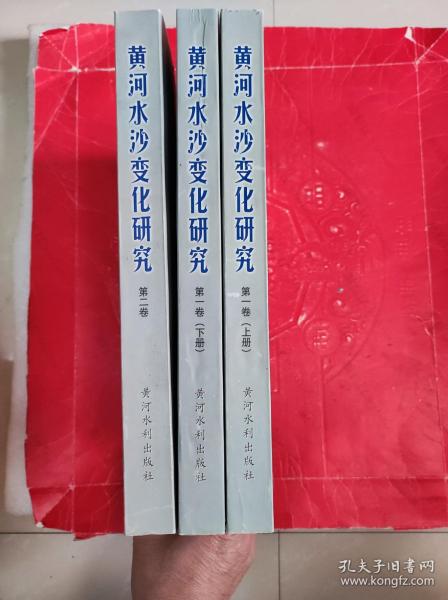 黄河水沙变化研究
第二卷
黄河水利出版社
黄河水沙变化研究
第一卷（下册）
黄河水利出版社
黄河水沙变化研究
第一卷（上册）
黄河水利出版社
孔夫子旧书网
www.kongfz.com